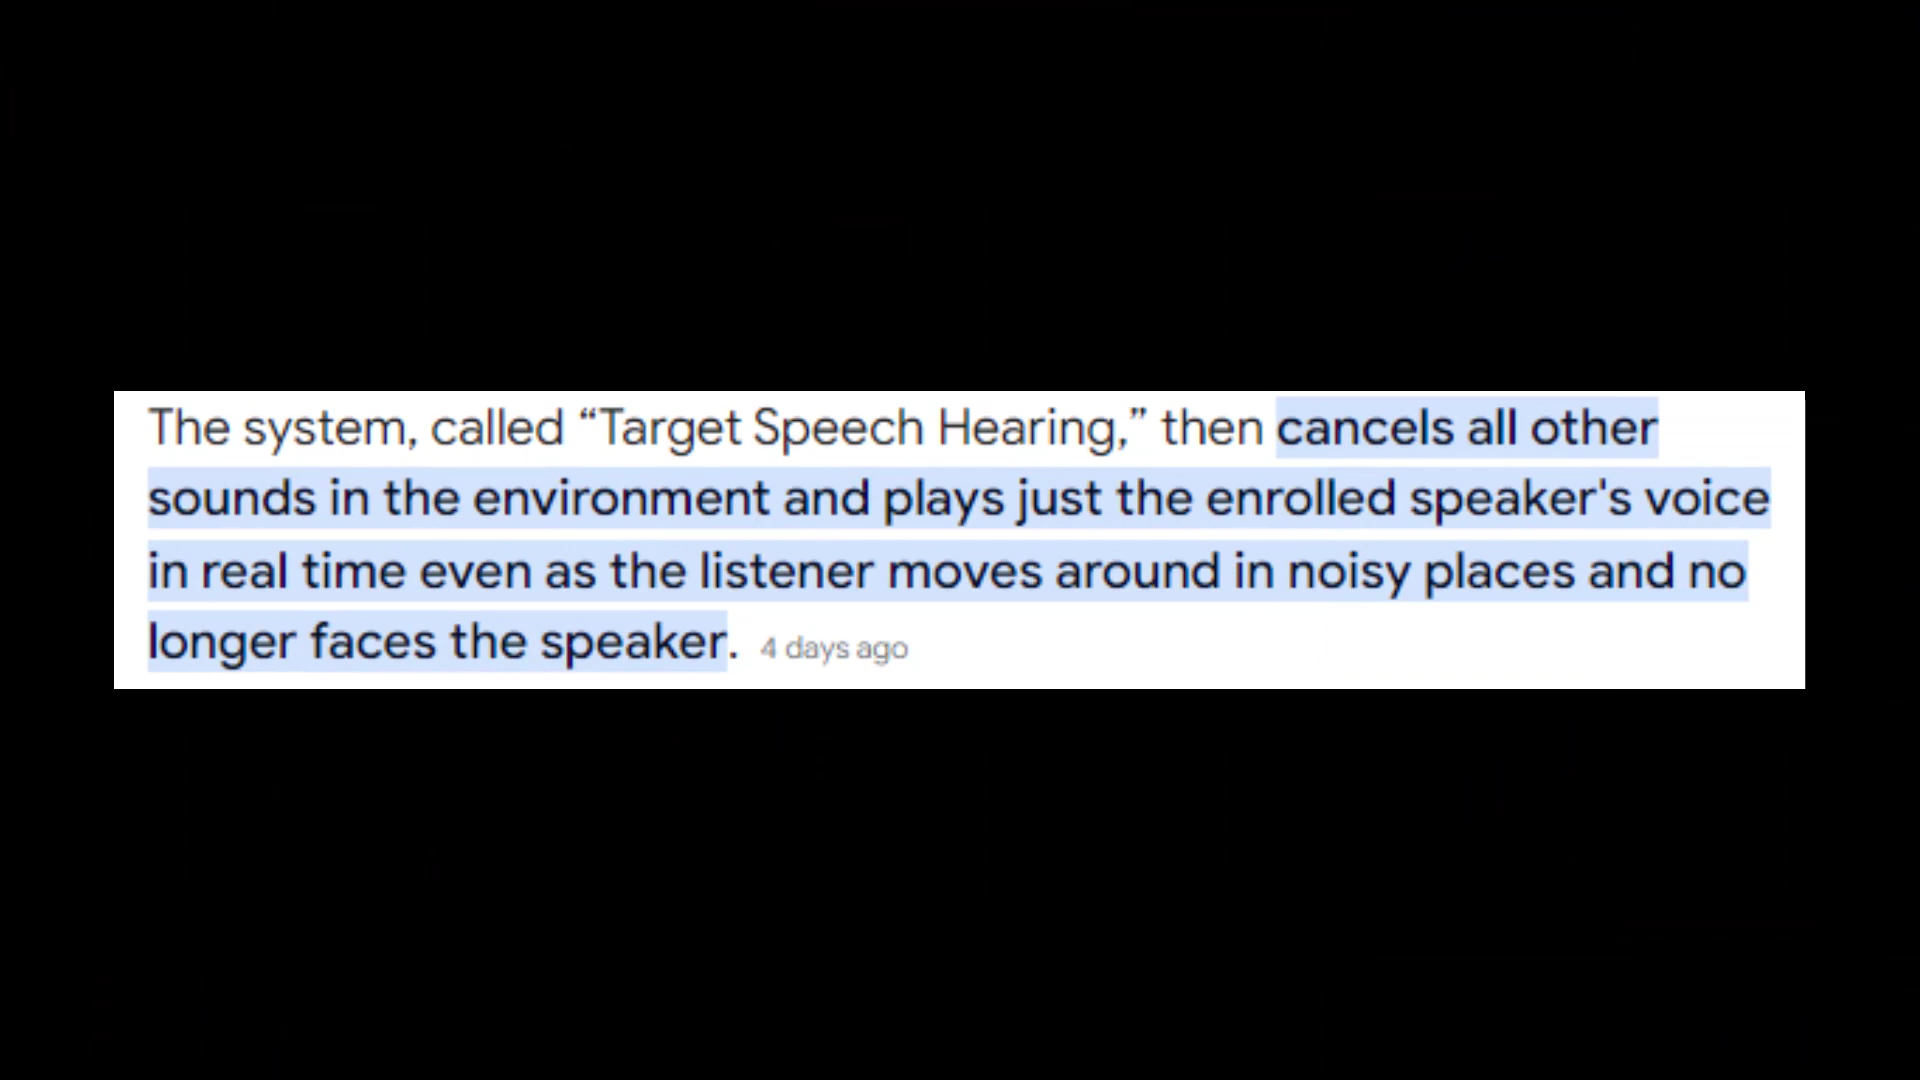 The system, called “Target Speech Hearing,” then cancels all other
sounds in the environment and plays just the enrolled speaker's voice
in real time even as the listener moves around in noisy places and no
longer faces the speaker. 4 days ago